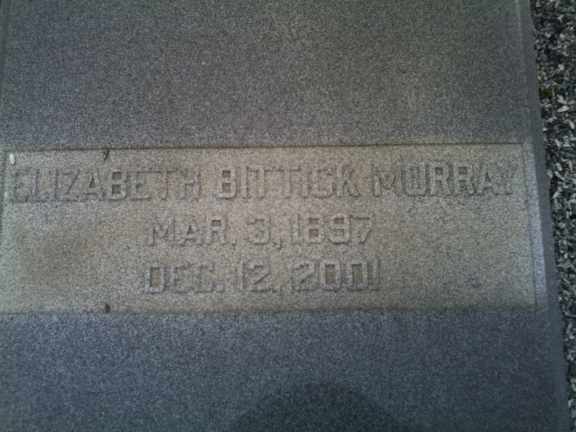 ELIZABETH BITTICK MURRAY
MAR. 3, 1897
DEC. 12, 2001